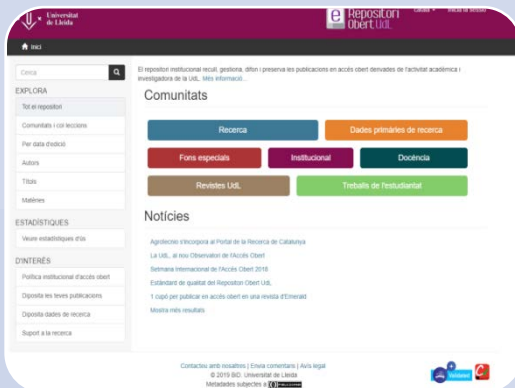 Universitat
de Lleida
Repositori
Obert UdL
Català
Inicia la sessió
Inici
Cerca
EXPLORA
Tot el repositori
Comunitats i col·leccions
Per data d'edició
Autors
Títols
Matèries
ESTADÍSTIQUES
Veure estadístiques d'ús
D'INTERÈS
Política institucional d'accés obert
Diposita les teves publicacions
Diposita dades de recerca
Suport a la recerca
El repositori institucional recull, gestiona, difon i preserva les publicacions en accés obert derivades de l'activitat acadèmica i
investigadora de la UdL. Més informació...
Comunitats
Recerca
Dades primàries de recerca
Fons especials
Institucional
Docència
Revistes UdL
Treballs de l'estudiantat
Notícies
Agrotecnio s'incorpora al Portal de la Recerca de Catalunya
La UdL, al nou Observatori de l'Accés Obert
Setmana Internacional de l'Accés Obert 2018
Estàndard de qualitat del Repositori Obert UdL
1 cupó per publicar en accés obert en una revista d'Emerald
Mostra més resultats
Contacteu amb nosaltres | Envia comentaris | Avís legal
© 2019 BiD. Universitat de Lleida
Metadades subjectes a